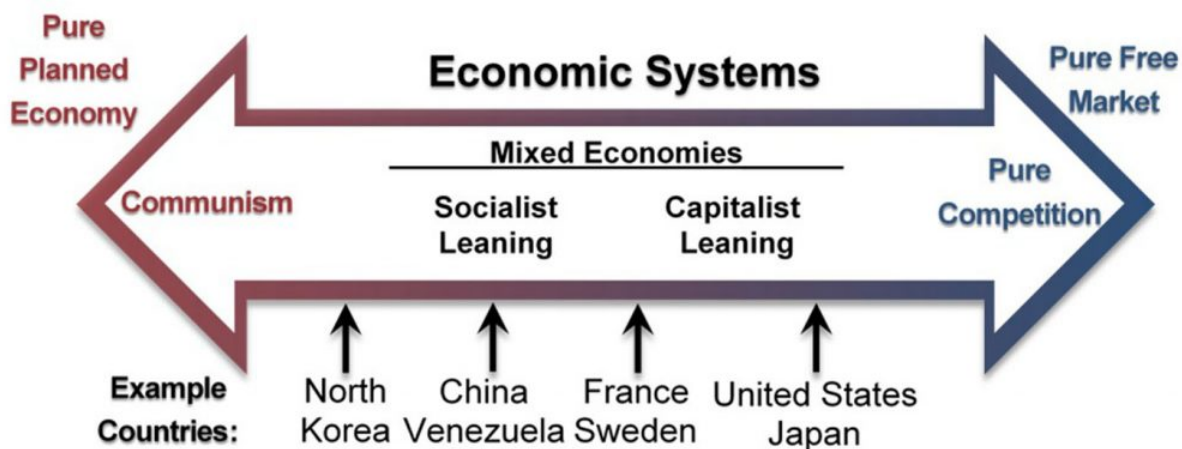 Economic Systems
Pure
Planned
Economy
Pure Free
Market
Mixed Economies
Communism
Socialist
Leaning
Capitalist
Leaning
Pure
Competition
Example
Countries:
North
Korea
China
Venezuela
France
Sweden
United States
Japan